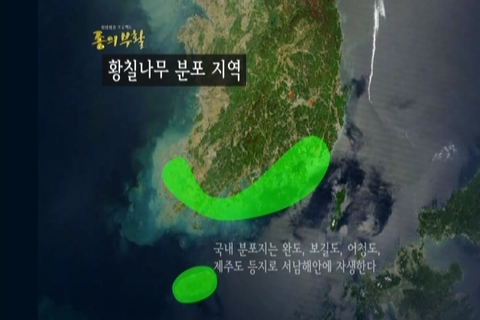 종의 부활
황칠나무 분포 지역
국내 분포지는 완도, 보길도, 어청도,
제주도 등지로 서남해안에 자생한다